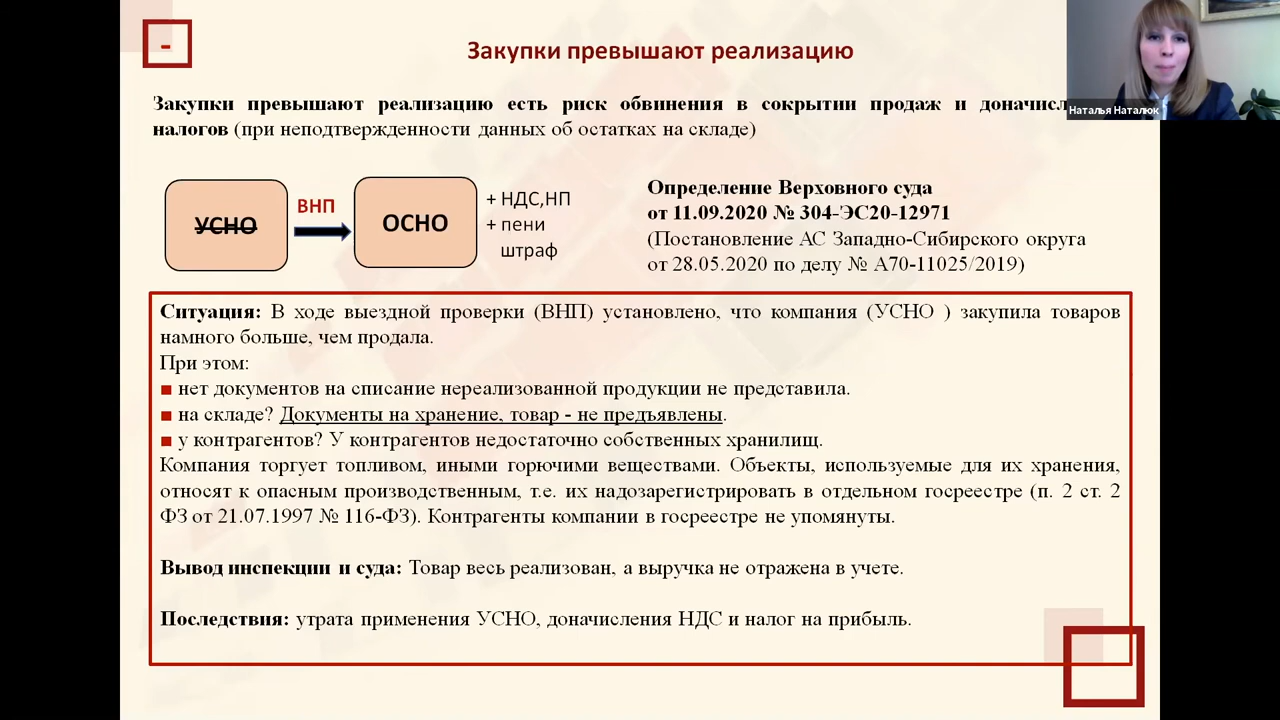 -
Закупки превышают реализацию
Закупки превышают реализацию есть риск обвинения в сокрытии продаж и
налогов (при неподтвержденности данных об остатках на складе)
Наталья Наталюк
УСНО
ВНП
ОСНО
+ НДС,НП
+ пени
штраф
Определение Верховного суда
от 11.09.2020 № 304-ЭС20-12971
(Постановление АС Западно-Сибирского округа
от 28.05.2020 по делу № А70-11025/2019)
Ситуация: В ходе выездной проверки (ВНП) установлено, что компания (УСНО ) закупила товаров
намного больше, чем продала.
При этом:
■ нет документов на списание нереализованной продукции не представила.
■ на складе? Документы на хранение, товар - не предъявлены.
■ у контрагентов? У контрагентов недостаточно собственных хранилищ.
Компания торгует топливом, иными горючими веществами. Объекты, используемые для их хранения,
относят к опасным производственным, т.е. их надозарегистрировать в отдельном госреестре (п. 2 ст. 2
ФЗ от 21.07.1997 № 116-ФЗ). Контрагенты компании в госреестре не упомянуты.
Вывод инспекции и суда: Товар весь реализован, а выручка не отражена в учете.
Последствия: утрата применения УСНО, доначисления НДС и налог на прибыль.